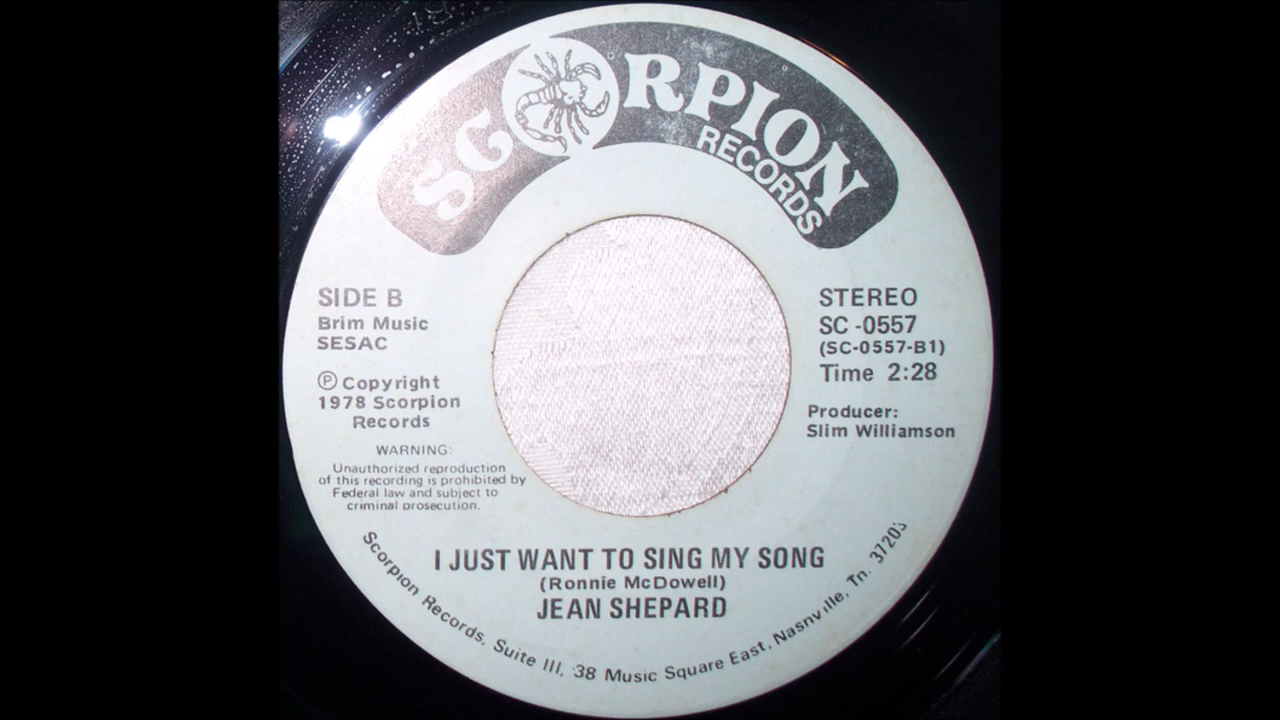 SCORPION
RECORDS
SIDE B
Brim Music
SESAC
Ⓟ Copyright
1978 Scorpion
Records
WARNING:
Unauthorized reproduction
of this recording is prohibited by
Federal law and subject to
criminal prosecution.
STEREO
SC-0557
(SC-0557-B1)
Time 2:28
Producer:
Slim Williamson
I JUST WANT TO SING MY SONG
(Ronnie McDowell)
JEAN SHEPARD
Scorpion Records, Suite III, 38 Music Square East, Nashville, Tn. 37203